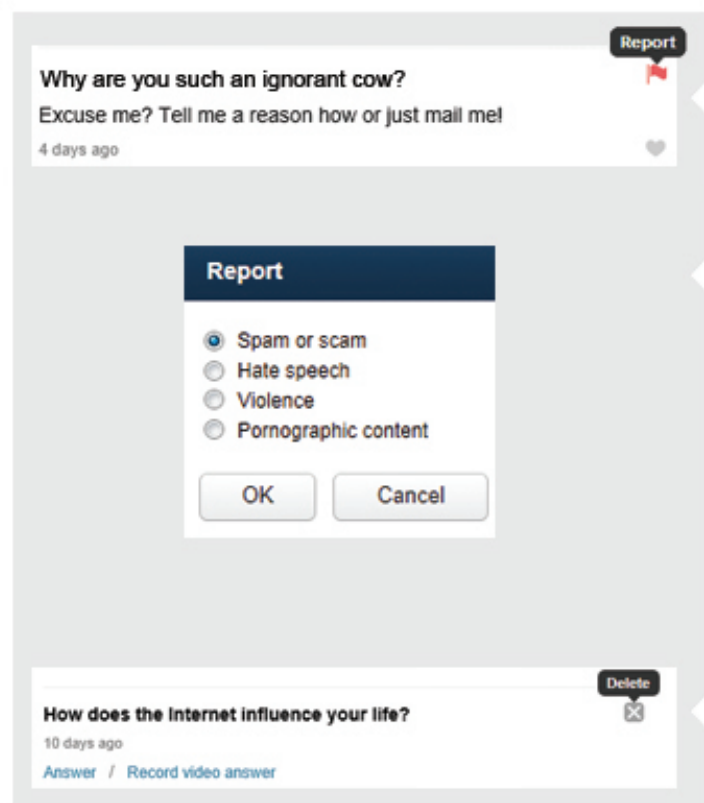 Report
Why are you such an ignorant cow?
Excuse me? Tell me a reason how or just mail me!
4 days ago
Report
Spam or scam
Hate speech
Violence
Pornographic content
OK Cancel
Delete
How does the Internet influence your life?
10 days ago
Answer / Record video answer